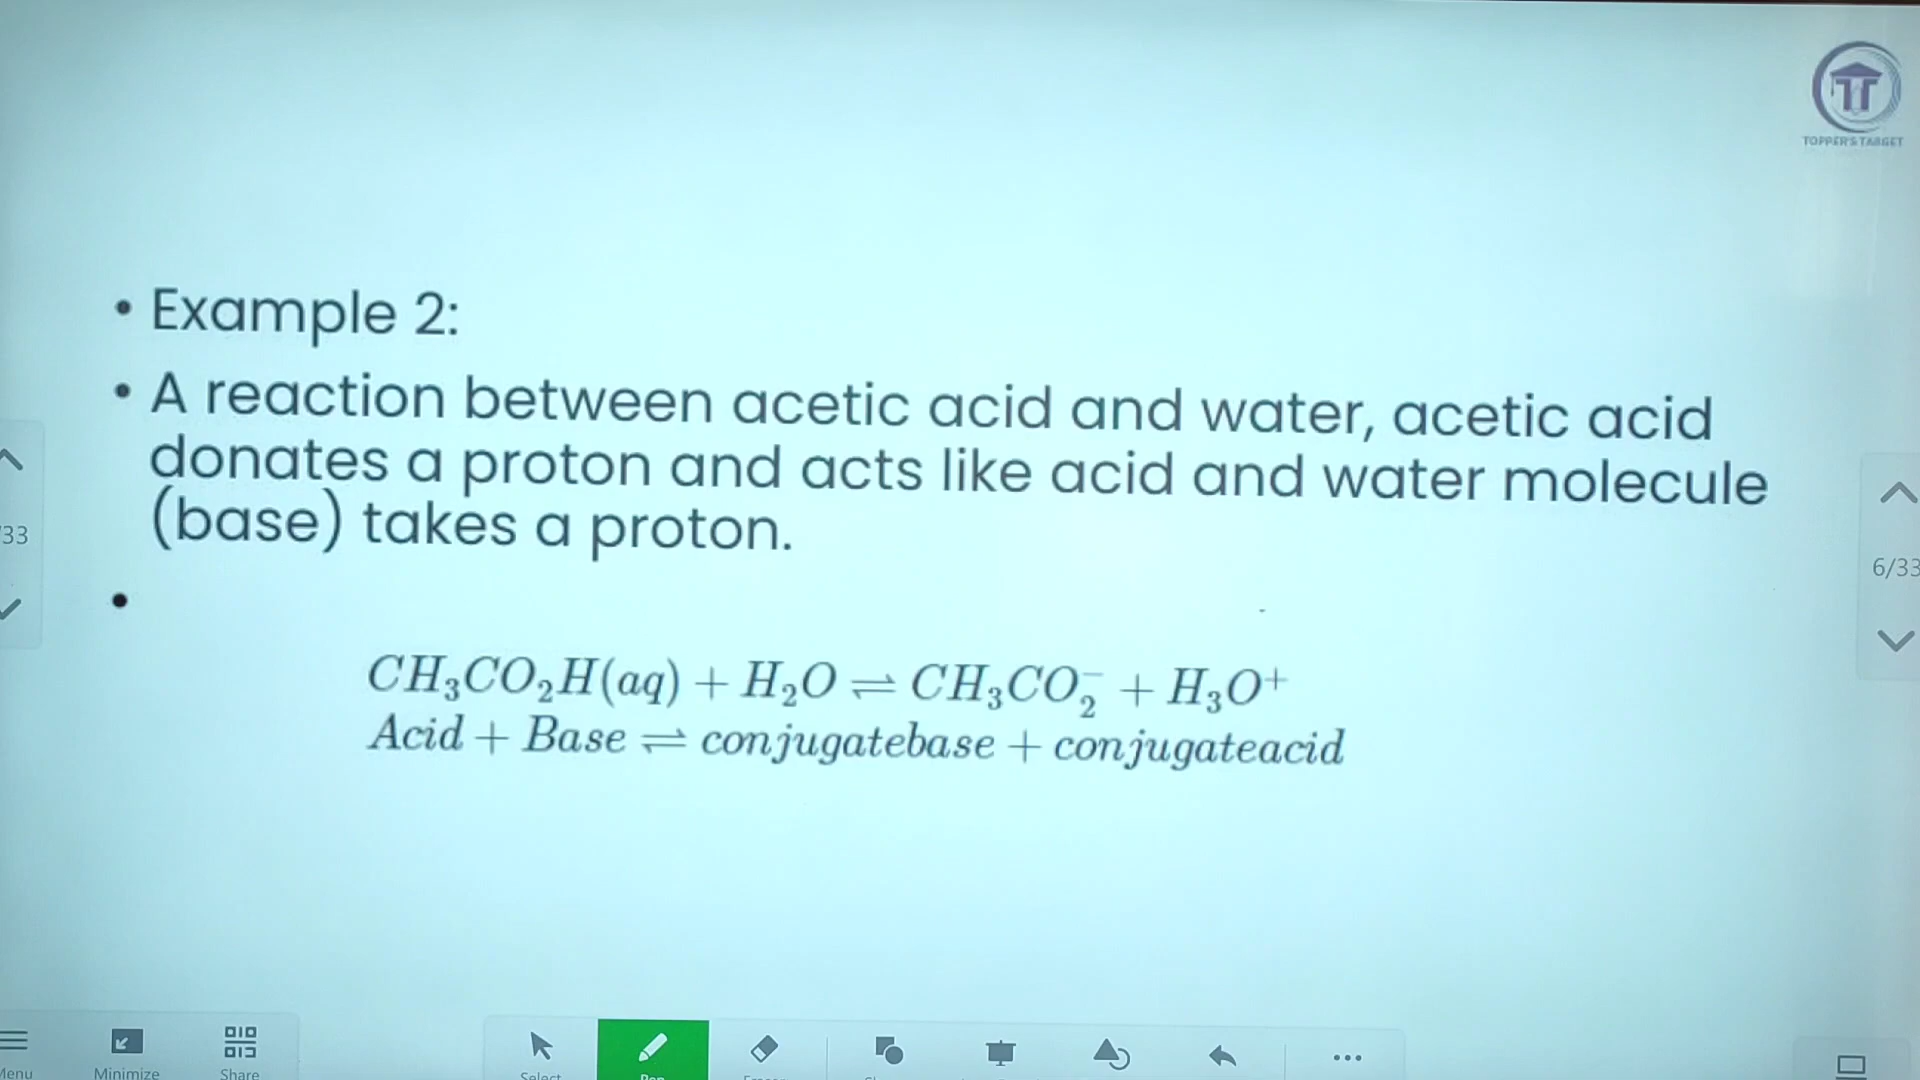 TOPPER'S TARGET
• Example 2:
• A reaction between acetic acid and water, acetic acid
donates a proton and acts like acid and water molecule
(base) takes a proton.
•
CH₃CO₂H(aq) + H₂O ⇌ CH₃CO₂⁻ + H₃O⁺
Acid + Base ⇌ conjugatebase + conjugateacid
/33
6/33
Menu
Minimize
Share
Select
Pen